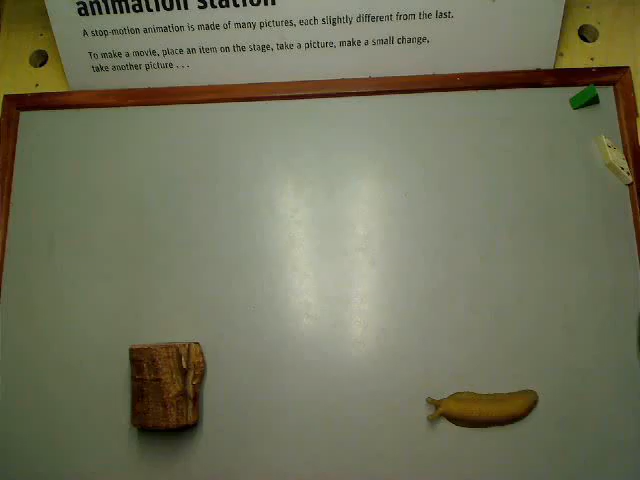 animation station
A stop-motion animation is made of many pictures, each slightly different from the last.
To make a movie, place an item on the stage, take a picture, make a small change,
take another picture . . .